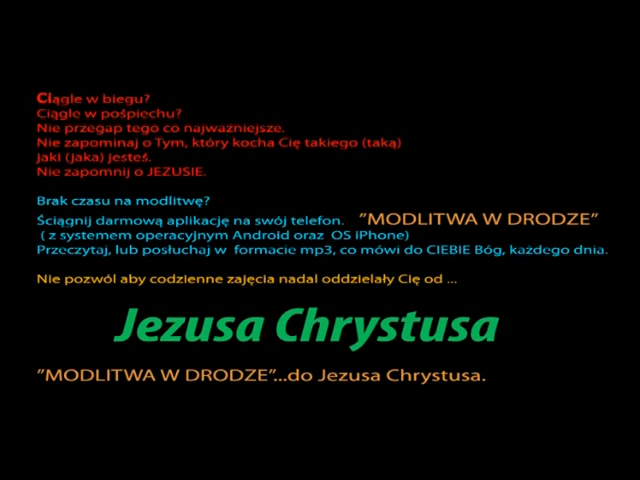 Ciągle w biegu?
Ciągle w pośpiechu?
Nie przegap tego co najważniejsze.
Nie zapominaj o Tym, który kocha Cię takiego (taką)
jaki (jaka) jesteś.
Nie zapomnij o JEZUSIE.
Brak czasu na modlitwę?
Ściągnij darmową aplikację na swój telefon. ”MODLITWA W DRODZE”
( z systemem operacyjnym Android oraz OS iPhone)
Przeczytaj, lub posłuchaj w formacie mp3, co mówi do CIEBIE Bóg, każdego dnia.
Nie pozwól aby codzienne zajęcia nadal oddzielały Cię od ...
Jezusa Chrystusa
”MODLITWA W DRODZE”...do Jezusa Chrystusa.